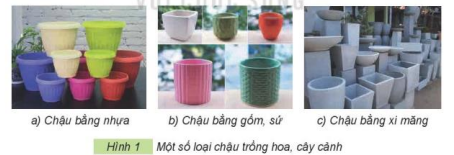 a) Chậu bằng nhựa
b) Chậu bằng gốm, sứ
c) Chậu bằng xi măng
Hình 1 Một số loại chậu trồng hoa, cây cảnh